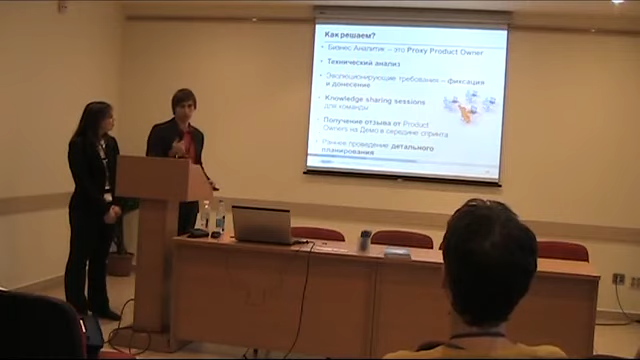 Как решаем?
Бизнес Аналитик – это Proxy Product Owner
Технический анализ
Эволюционирующие требования – фиксация
и донесение
Knowledge sharing sessions
для команды
Получение отзыва от Product
Owners на Демо в середине спринта
Раннее проведение детального
планирования